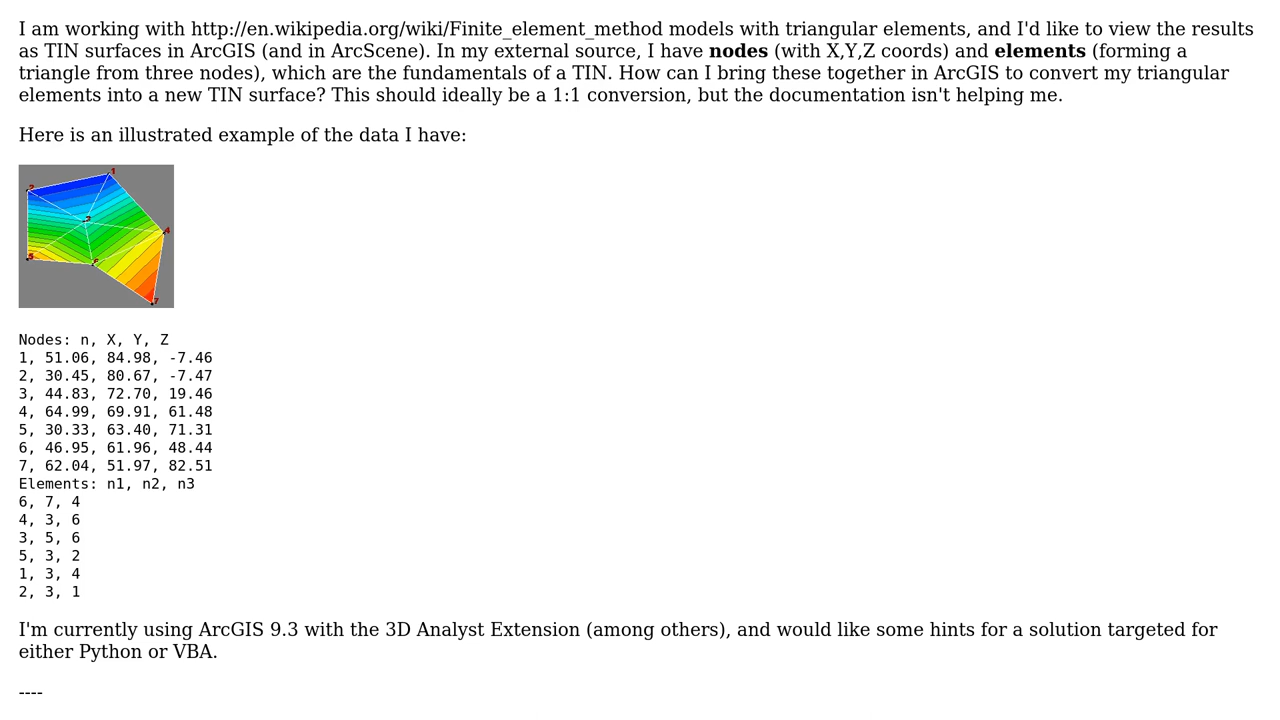 I am working with http://en.wikipedia.org/wiki/Finite_element_method models with triangular elements, and I'd like to view the results
as TIN surfaces in ArcGIS (and in ArcScene). In my external source, I have nodes (with X,Y,Z coords) and elements (forming a
triangle from three nodes), which are the fundamentals of a TIN. How can I bring these together in ArcGIS to convert my triangular
elements into a new TIN surface? This should ideally be a 1:1 conversion, but the documentation isn't helping me.
Here is an illustrated example of the data I have:
1
2
3
4
5
6
7
Nodes: n, X, Y, Z
1, 51.06, 84.98, -7.46
2, 30.45, 80.67, -7.47
3, 44.83, 72.70, 19.46
4, 64.99, 69.91, 61.48
5, 30.33, 63.40, 71.31
6, 46.95, 61.96, 48.44
7, 62.04, 51.97, 82.51
Elements: n1, n2, n3
6, 7, 4
4, 3, 6
3, 5, 6
5, 3, 2
1, 3, 4
2, 3, 1
I'm currently using ArcGIS 9.3 with the 3D Analyst Extension (among others), and would like some hints for a solution targeted for
either Python or VBA.
----